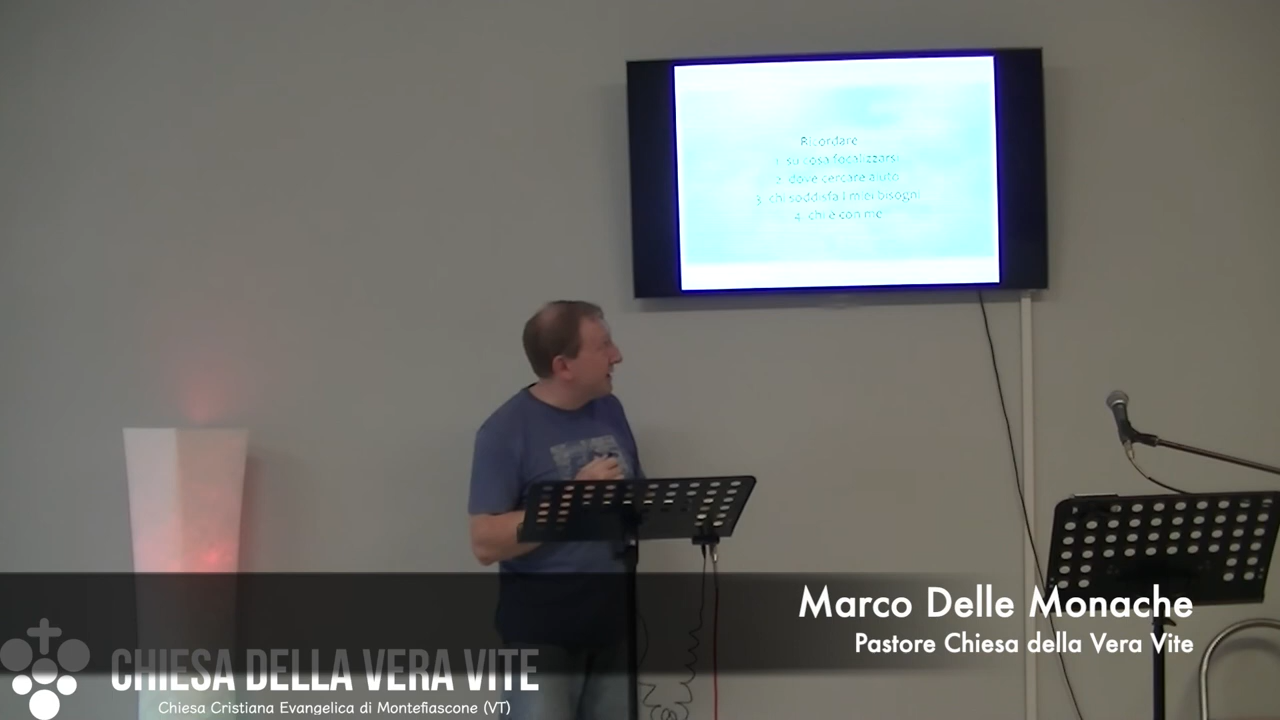 Ricordare
1. su cosa focalizzarsi
2. dove cercare aiuto
3. chi soddisfa I miei bisogni
4. chi è con me
Marco Delle Monache
Pastore Chiesa della Vera Vite
CHIESA DELLA VERA VITE
Chiesa Cristiana Evangelica di Montefiascone (VT)